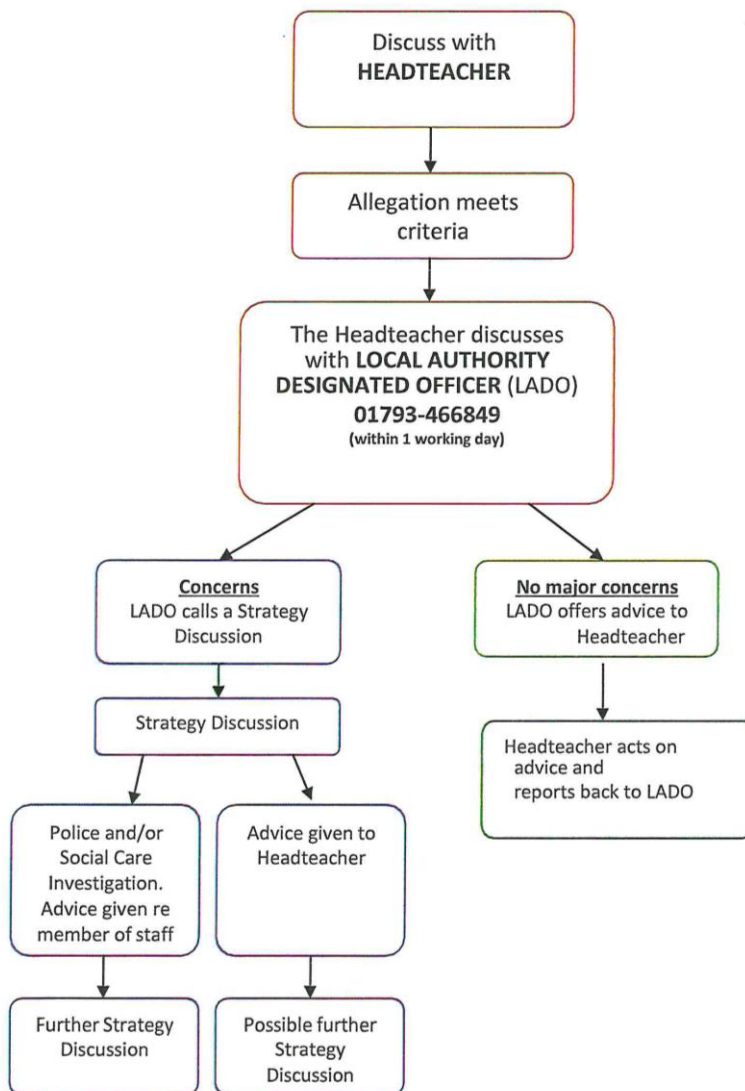 Discuss with
HEADTEACHER
Allegation meets
criteria
The Headteacher discusses
with LOCAL AUTHORITY
DESIGNATED OFFICER (LADO)
01793-466849
(within 1 working day)
Concerns
LADO calls a Strategy
Discussion
No major concerns
LADO offers advice to
Headteacher
Strategy Discussion
Headteacher acts on
advice and
reports back to LADO
Police and/or
Social Care
Investigation.
Advice given re
member of staff
Advice given to
Headteacher
Further Strategy
Discussion
Possible further
Strategy
Discussion